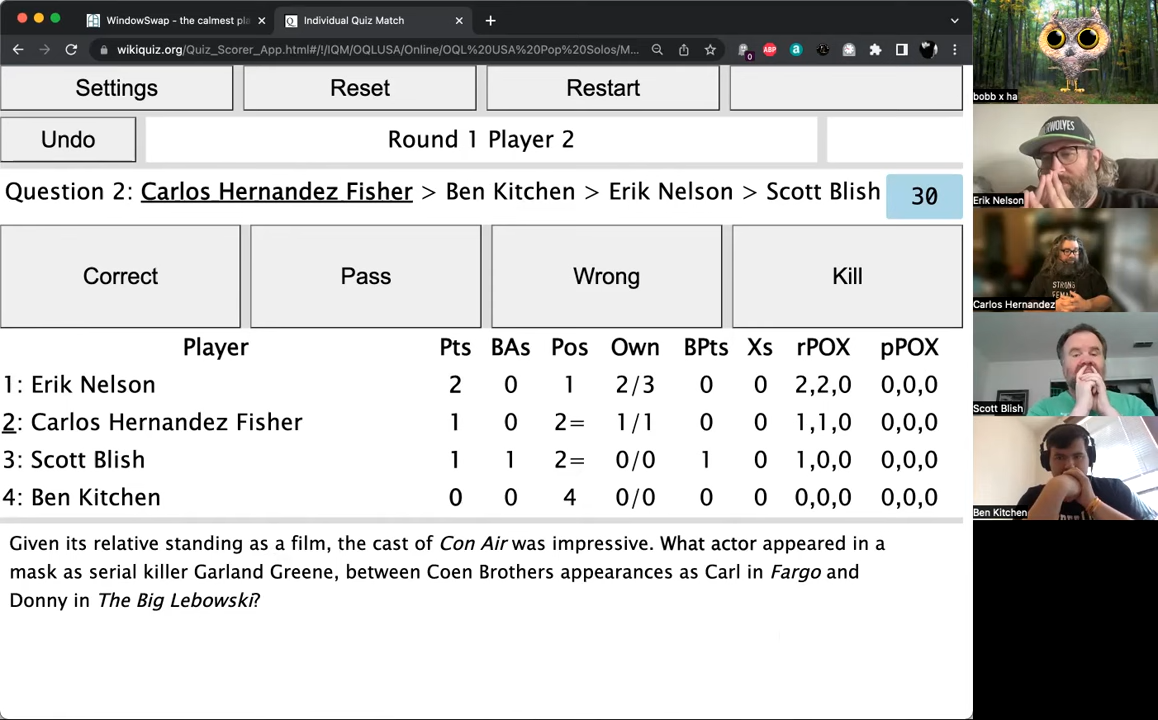 WindowSwap - the calmest pl
Individual Quiz Match
wikiquiz.org/Quiz_Scorer_App.html#/!/IQM/OQLUSA/Online/OQL%20USA%20Pop%20Solos/M...
0
ABP
a
Settings
Reset
Restart
Undo
Round 1 Player 2
Question 2: Carlos Hernandez Fisher > Ben Kitchen > Erik Nelson > Scott Blish
30
Correct
Pass
Wrong
Kill
Player Pts BAs Pos Own BPts Xs rPOX pPOX
1: Erik Nelson 2 0 1 2/3 0 0 2,2,0 0,0,0
2: Carlos Hernandez Fisher 1 0 2= 1/1 0 0 1,1,0 0,0,0
3: Scott Blish 1 1 2= 0/0 1 0 1,0,0 0,0,0
4: Ben Kitchen 0 0 4 0/0 0 0 0,0,0 0,0,0
Given its relative standing as a film, the cast of Con Air was impressive. What actor appeared in a
mask as serial killer Garland Greene, between Coen Brothers appearances as Carl in Fargo and
Donny in The Big Lebowski?
bobb x ha
Erik Nelson
STRONG
Carlos Hernandez
Scott Blish
Ben Kitchen